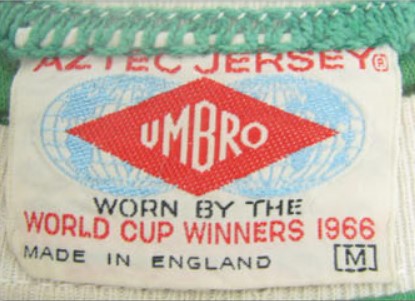 AZTEC JERSEY®
UMBRO
WORN BY THE
WORLD CUP WINNERS 1966
MADE IN ENGLAND [M]